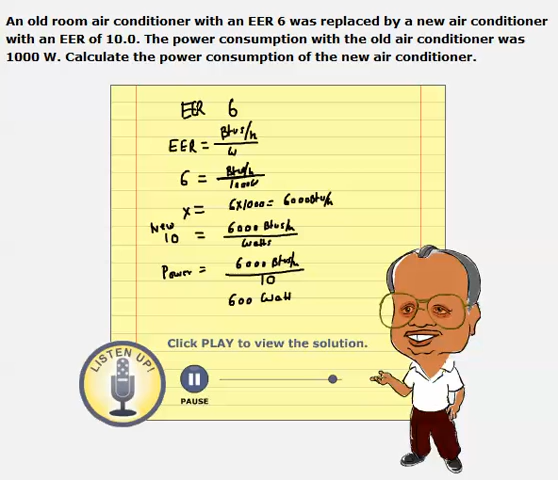 An old room air conditioner with an EER 6 was replaced by a new air conditioner
with an EER of 10.0. The power consumption with the old air conditioner was
1000 W. Calculate the power consumption of the new air conditioner.
EER 6
EER = Btus/h / W
6 = Btu/h / 1000W
x = 6x1000 = 6000Btu/h
New 10 = 6000 Btus/h / Watts
Power = 6000 Btus/h / 10
600 Watt
Click PLAY to view the solution.
LISTEN UP!
PAUSE